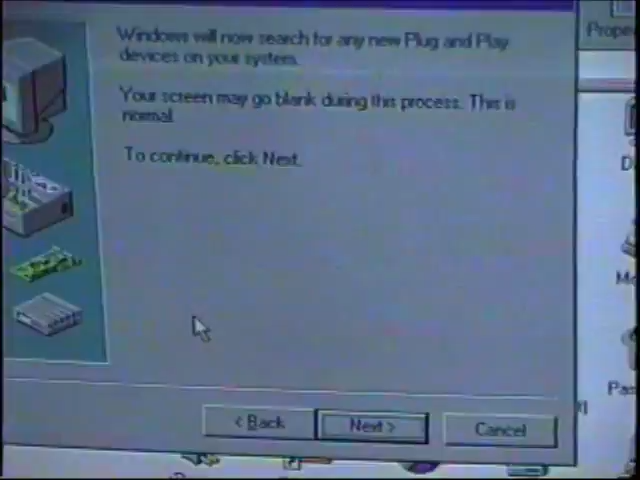 Windows will now search for any new Plug and Play
devices on your system.
Your screen may go blank during this process. This is
normal.
To continue, click Next.
< Back
Next >
Cancel